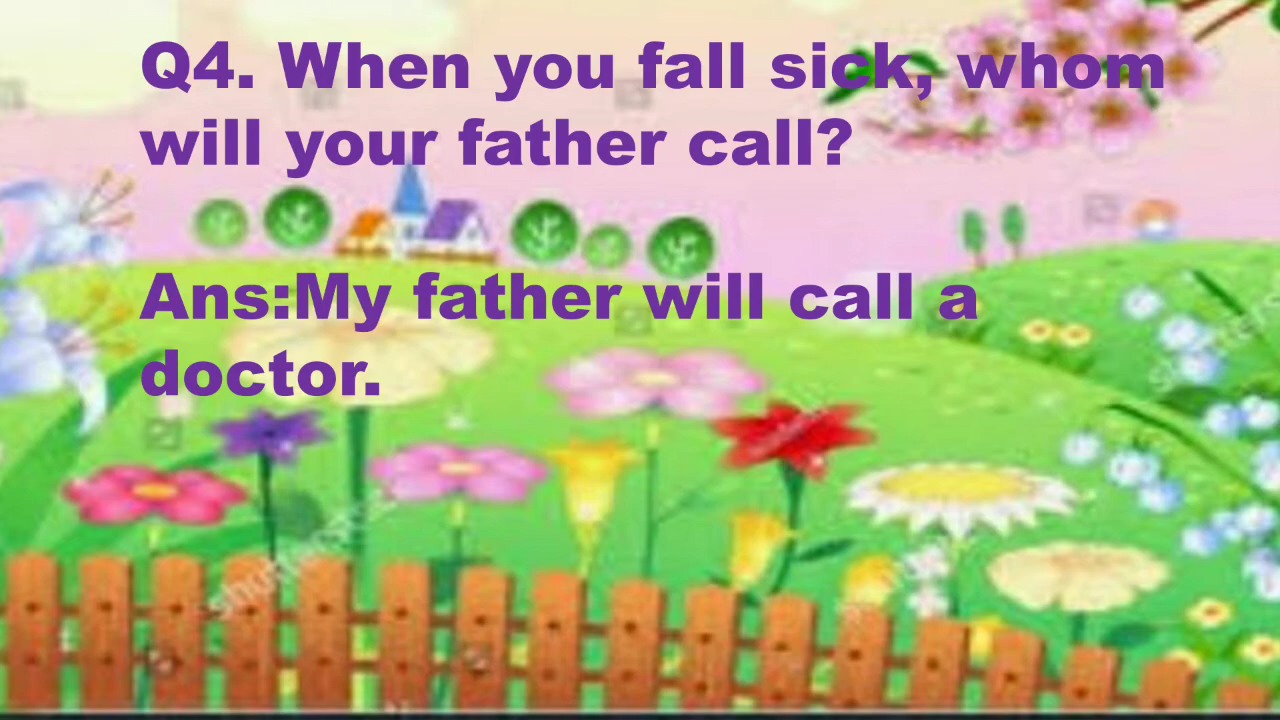 Q4. When you fall sick, whom
will your father call?
Ans:My father will call a
doctor.